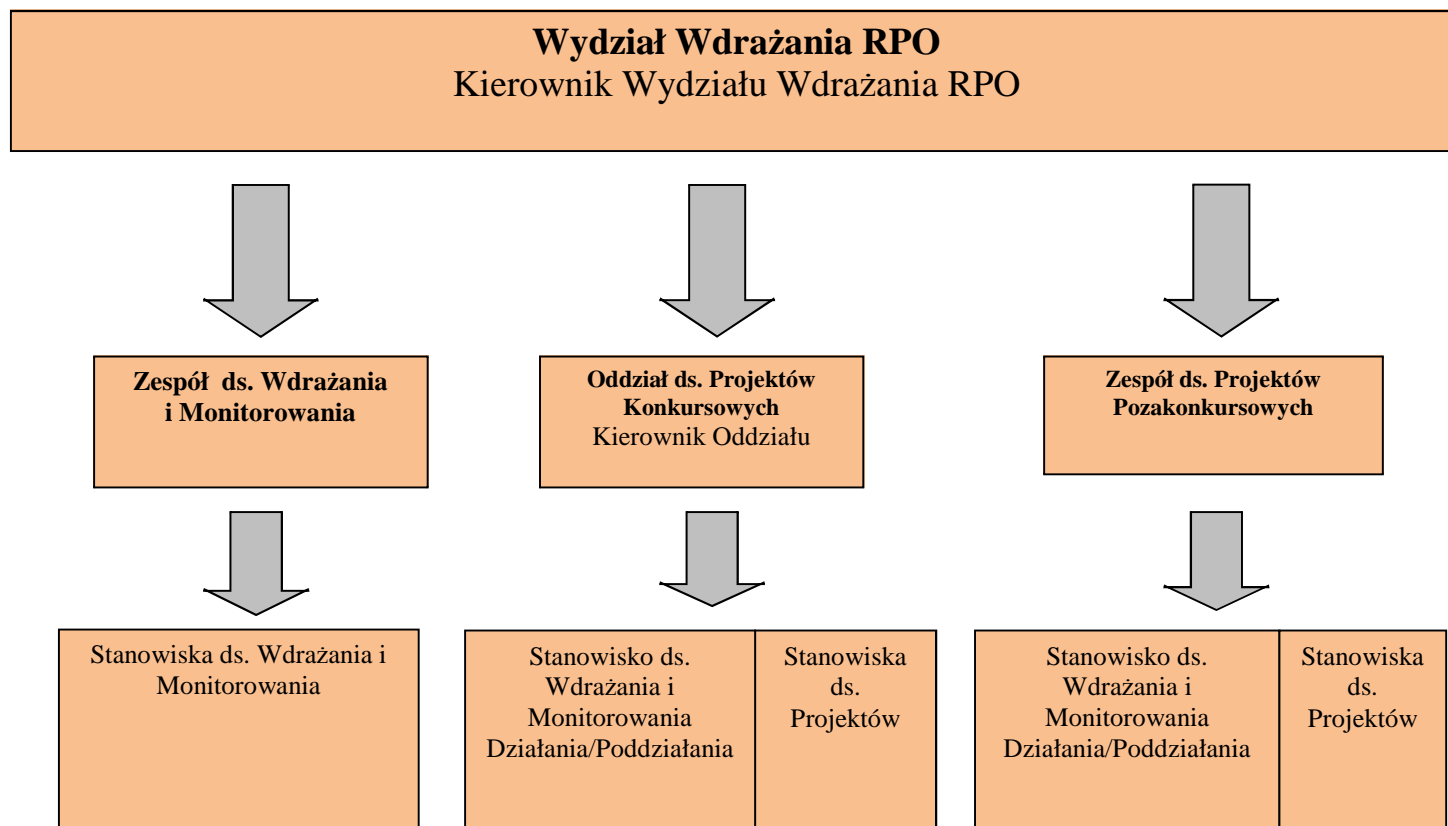 Wydział Wdrażania RPO
Kierownik Wydziału Wdrażania RPO
Zespół ds. Wdrażania
i Monitorowania
Oddział ds. Projektów
Konkursowych
Kierownik Oddziału
Zespół ds. Projektów
Pozakonkursowych
Stanowiska ds. Wdrażania i
Monitorowania
Stanowisko ds.
Wdrażania i
Monitorowania
Działania/Poddziałania
Stanowiska
ds.
Projektów
Stanowisko ds.
Wdrażania i
Monitorowania
Działania/Poddziałania
Stanowiska
ds.
Projektów